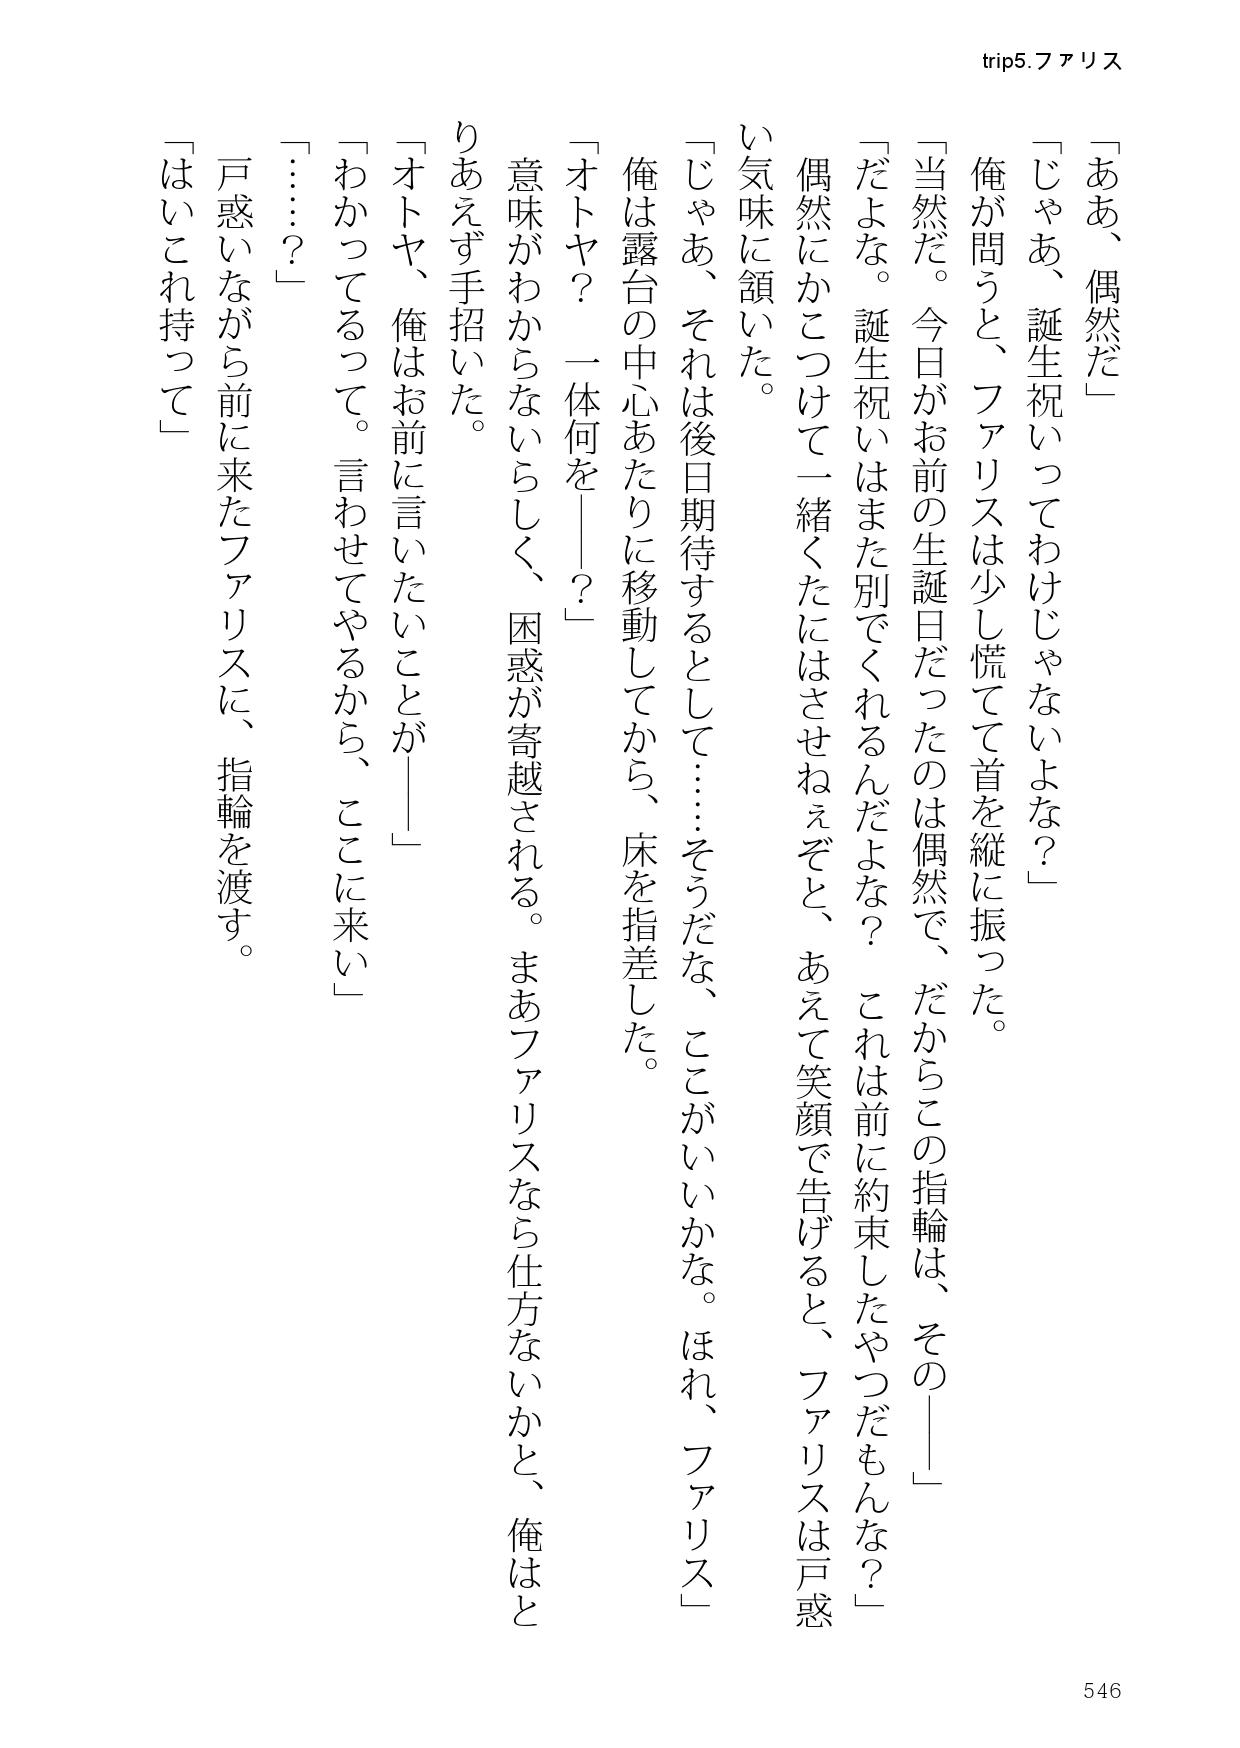 trip5.ファリス
「ああ、偶然だ」
「じゃあ、誕生祝いってわけじゃないよな？」
　俺が問うと、ファリスは少し慌てて首を縦に振った。
「当然だ。今日がお前の生誕日だったのは偶然で、だからこの指輪は、その――」
「だよな。誕生祝いはまた別でくれるんだよな？　これは前に約束したやつだもんな？」
　偶然にかこつけて一緒くたにはさせねぇぞと、あえて笑顔で告げると、ファリスは戸惑
い気味に頷いた。
「じゃあ、それは後日期待するとして……そうだな、ここがいいかな。ほれ、ファリス」
　俺は露台の中心あたりに移動してから、床を指差した。
「オトヤ？　一体何を――？」
　意味がわからないらしく、困惑が寄越される。まあファリスなら仕方ないかと、俺はと
りあえず手招いた。
「オトヤ、俺はお前に言いたいことが――」
「わかってるって。言わせてやるから、ここに来い」
「……？」
　戸惑いながら前に来たファリスに、指輪を渡す。
「はいこれ持って」
546